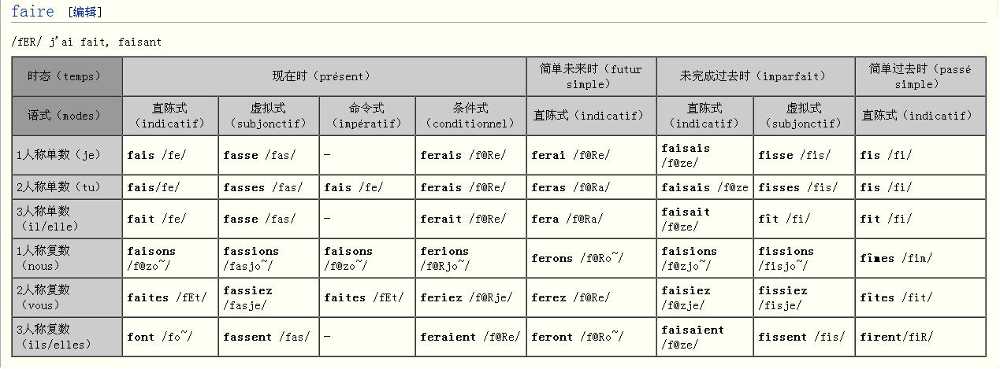 faire [编辑]
/fER/ j'ai fait, faisant
时态（temps） 现在时（présent） 简单未来时（futur simple） 未完成过去时（imparfait） 简单过去时（passé simple）
语式（modes） 直陈式（indicatif） 虚拟式（subjonctif） 命令式（impératif） 条件式（conditionnel） 直陈式（indicatif） 直陈式（indicatif） 虚拟式（subjonctif） 直陈式（indicatif）
1人称单数（je） fais /fe/ fasse /fas/ – ferais /f@Re/ ferai /f@Re/ faisais /f@ze/ fisse /fis/ fis /fi/
2人称单数（tu） fais/fe/ fasses /fas/ fais /fe/ ferais /f@Re/ feras /f@Ra/ faisais /f@ze fisses /fis/ fis /fi/
3人称单数（il/elle） fait /fe/ fasse /fas/ – ferait /f@Re/ fera /f@Ra/ faisait /f@ze/ fît /fi/ fit /fi/
1人称复数（nous） faisons /f@zo~/ fassions /fasjo~/ faisons /f@zo~/ ferions /f@Rjo~/ ferons /f@Ro~/ faisions /f@zjo~/ fissions /fisjo~/ fîmes /fim/
2人称复数（vous） faites /fEt/ fassiez /fasje/ faites /fEt/ feriez /f@Rje/ ferez /f@Re/ faisiez /f@zje/ fissiez /fisje/ fîtes /fit/
3人称复数（ils/elles） font /fo~/ fassent /fas/ – feraient /f@Re/ feront /f@Ro~/ faisaient /f@ze/ fissent /fis/ firent/fiR/